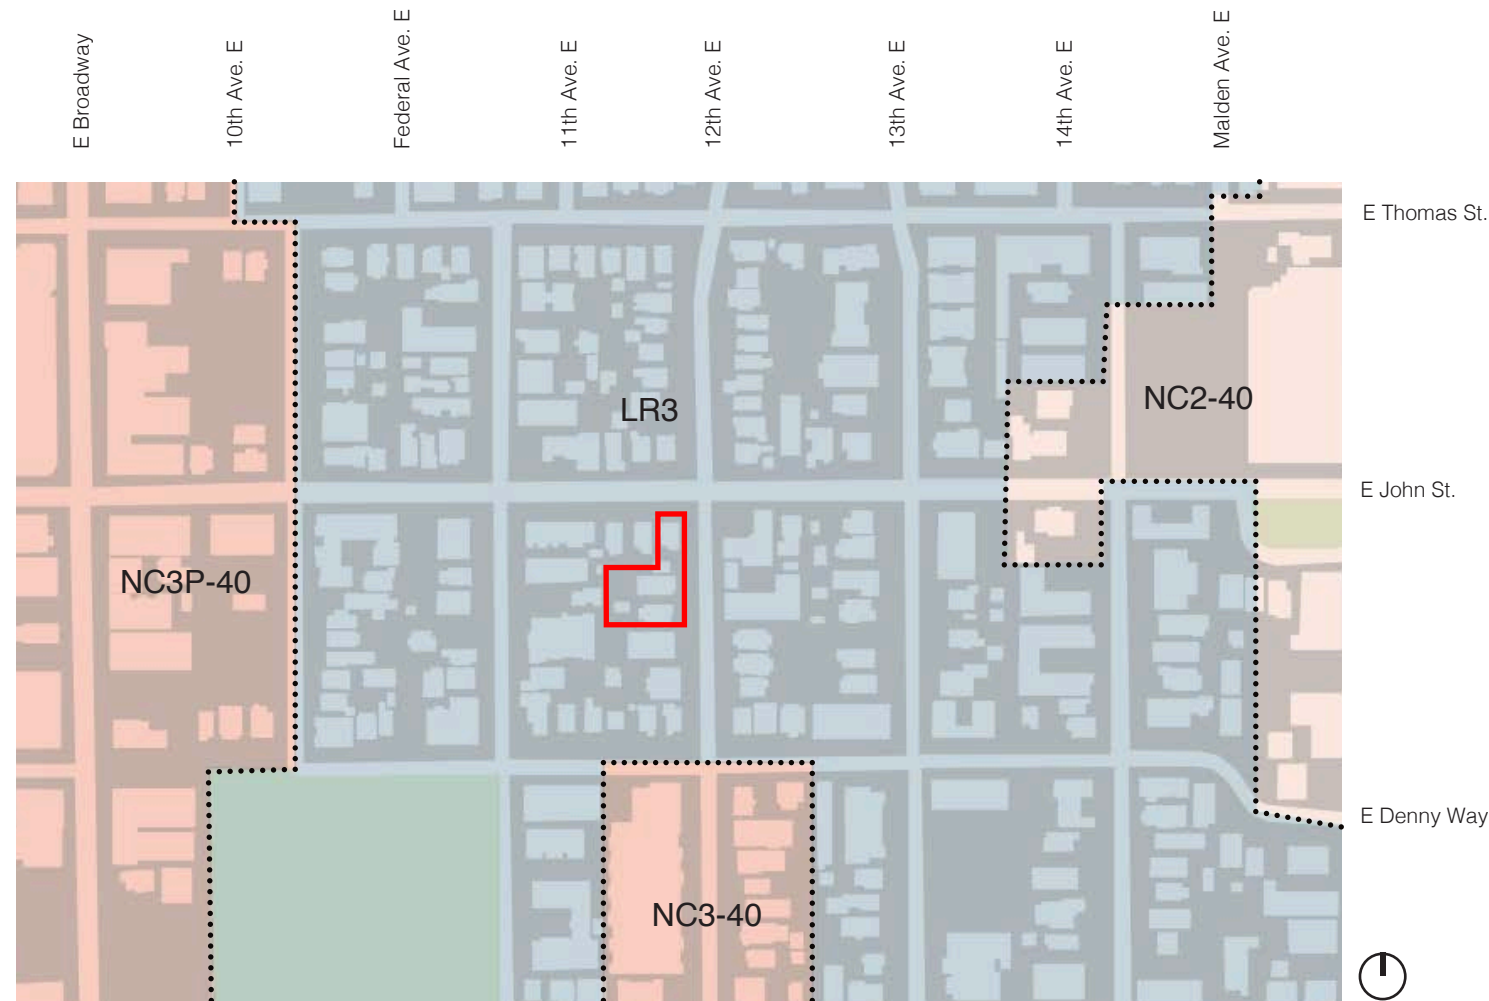 E Broadway
10th Ave. E
Federal Ave. E
11th Ave. E
12th Ave. E
13th Ave. E
14th Ave. E
Malden Ave. E
E Thomas St.
NC2-40
LR3
E John St.
NC3P-40
E Denny Way
NC3-40